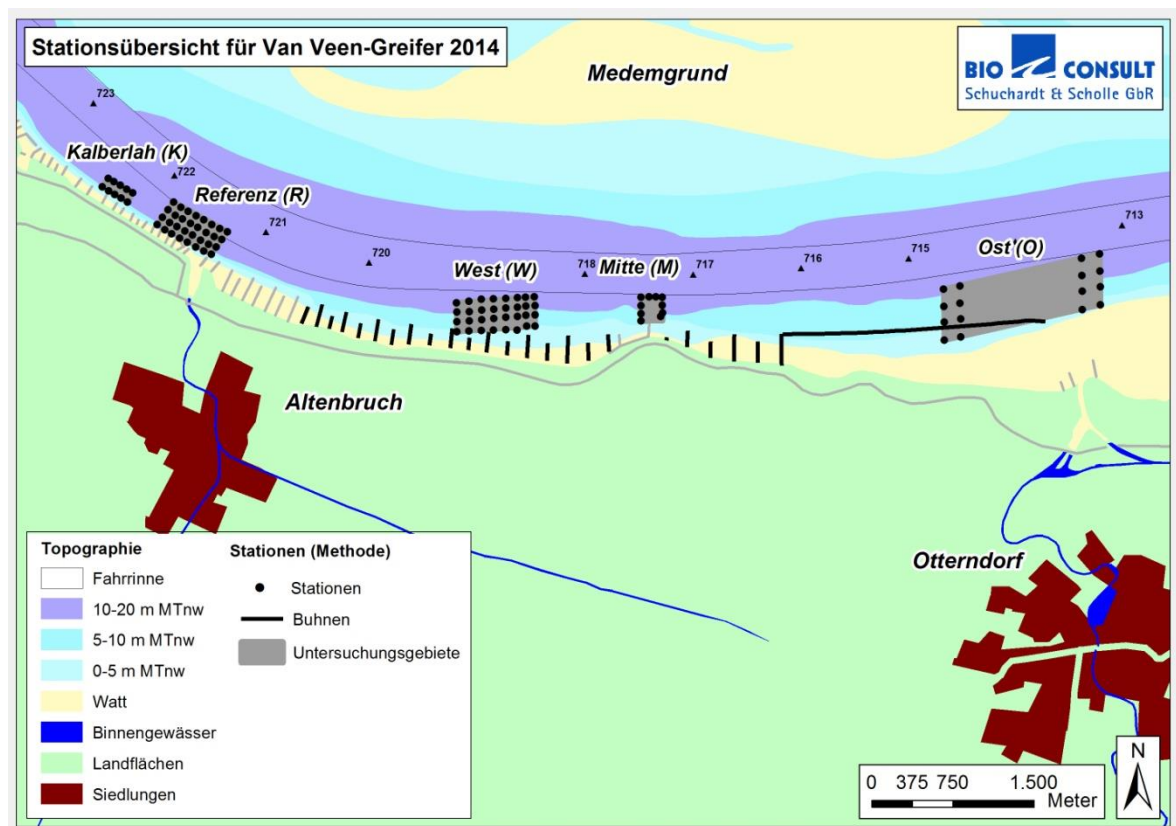 Stationsübersicht für Van Veen-Greifer 2014
BIO CONSULT
Schuchardt & Scholle GbR
Medemgrund
723
Kalberlah (K)
722
Referenz (R)
721
720
West (W)
718
Mitte (M)
717
716
715
Ost'(O)
713
Altenbruch
Otterndorf
Topographie
Fahrrinne
10-20 m MTnw
5-10 m MTnw
0-5 m MTnw
Watt
Binnengewässer
Landflächen
Siedlungen
Stationen (Methode)
Stationen
Buhnen
Untersuchungsgebiete
0 375 750 1.500
Meter
N